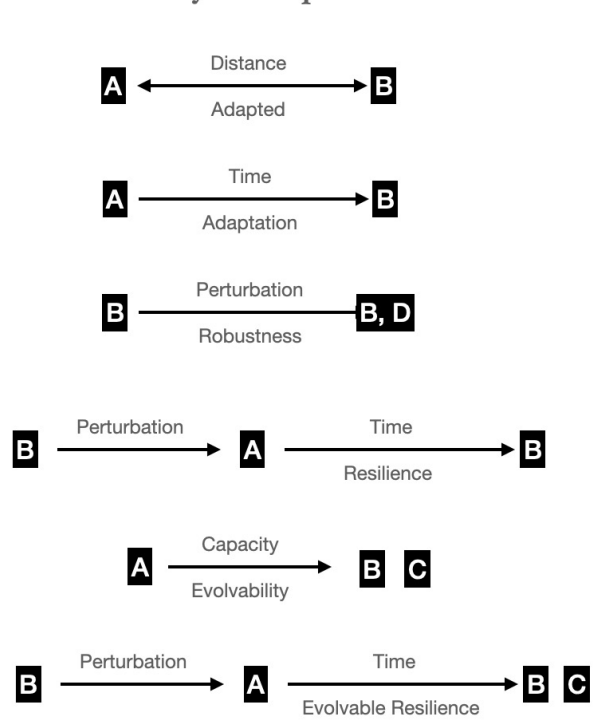 Distance
A B
Adapted
Time
A B
Adaptation
Perturbation
B B, D
Robustness
Perturbation Time
B A B
Resilience
Capacity
A B C
Evolvability
Perturbation Time
B A B C
Evolvable Resilience